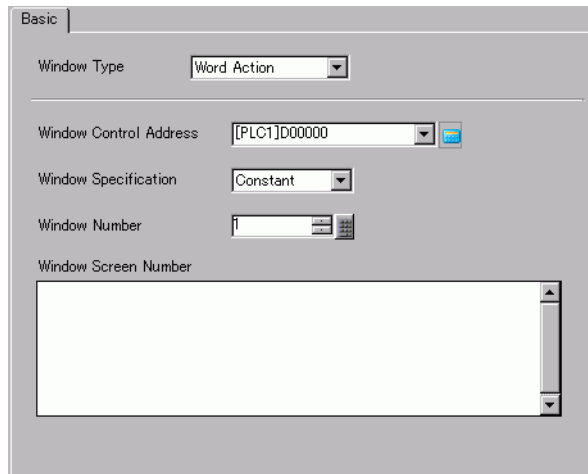 Basic
Window Type Word Action
Window Control Address [PLC1]D00000
Window Specification Constant
Window Number 1
Window Screen Number